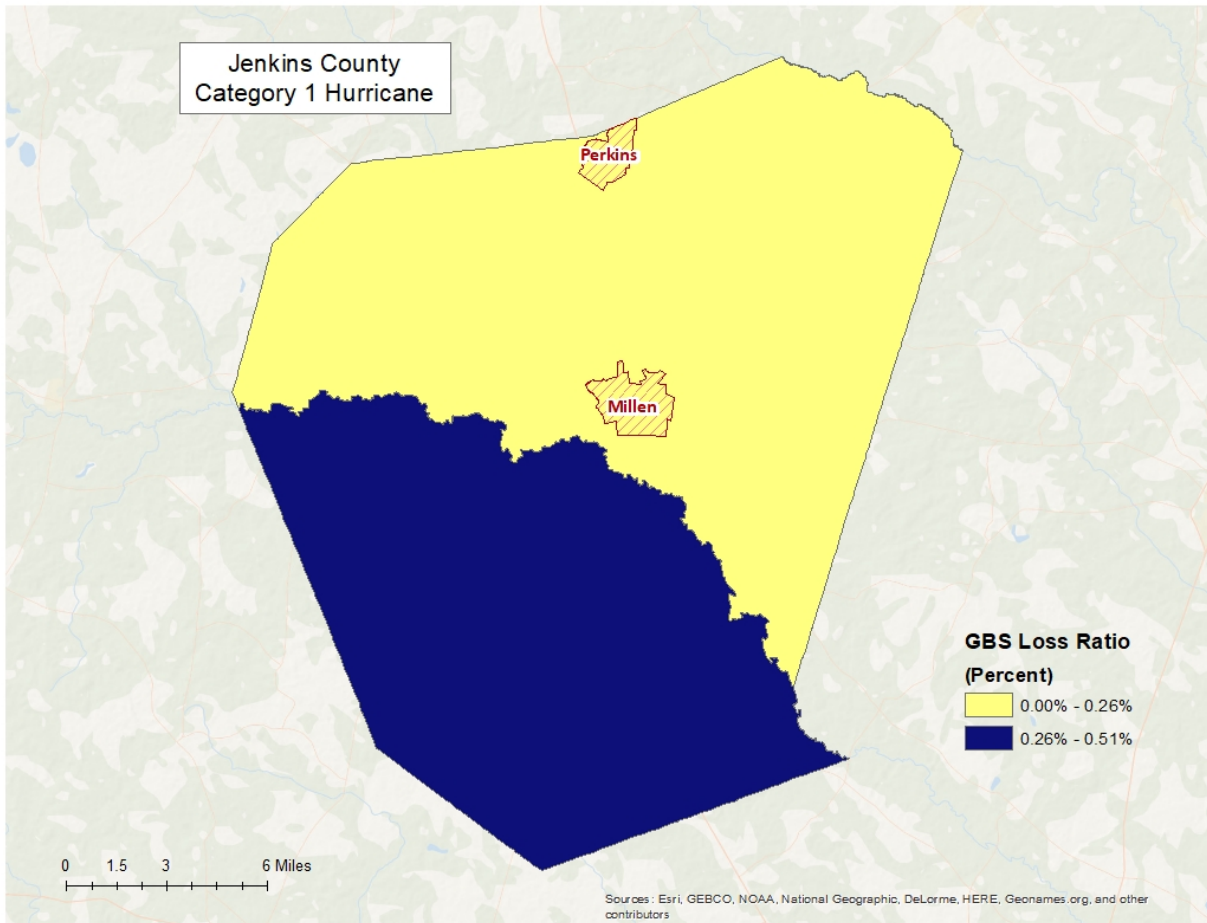 Jenkins County
Category 1 Hurricane
Perkins
Millen
GBS Loss Ratio
(Percent)
0.00% - 0.26%
0.26% - 0.51%
0 1.5 3 6 Miles
Sources: Esri, GEBCO, NOAA, National Geographic, DeLorme, HERE, Geonames.org, and other
contributors